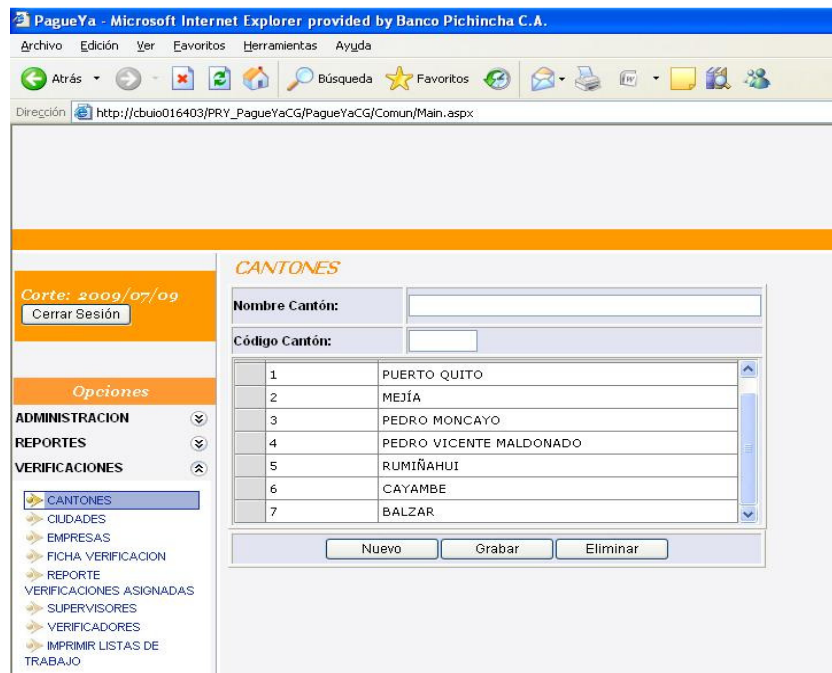 PagueYa - Microsoft Internet Explorer provided by Banco Pichincha C.A.
Archivo Edición Ver Favoritos Herramientas Ayuda
Atrás Búsqueda Favoritos
Dirección http://cbuio016403/PRY_PagueYaCG/PagueYaCG/Comun/Main.aspx
CANTONES
Corte: 2009/07/09
Cerrar Sesión
Nombre Cantón:
Código Cantón:
1 PUERTO QUITO
2 MEJÍA
3 PEDRO MONCAYO
4 PEDRO VICENTE MALDONADO
5 RUMIÑAHUI
6 CAYAMBE
7 BALZAR
Nuevo Grabar Eliminar
Opciones
ADMINISTRACION
REPORTES
VERIFICACIONES
CANTONES
CIUDADES
EMPRESAS
FICHA VERIFICACION
REPORTE
VERIFICACIONES ASIGNADAS
SUPERVISORES
VERIFICADORES
IMPRIMIR LISTAS DE
TRABAJO